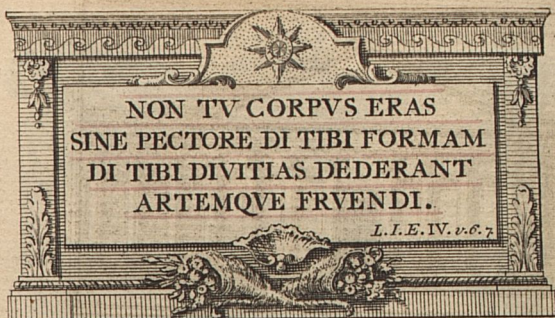 NON TV CORPVS ERAS
SINE PECTORE DI TIBI FORMAM
DI TIBI DIVITIAS DEDERANT
ARTEMQVE FRVENDI.
L.I.E.IV. v.6.7